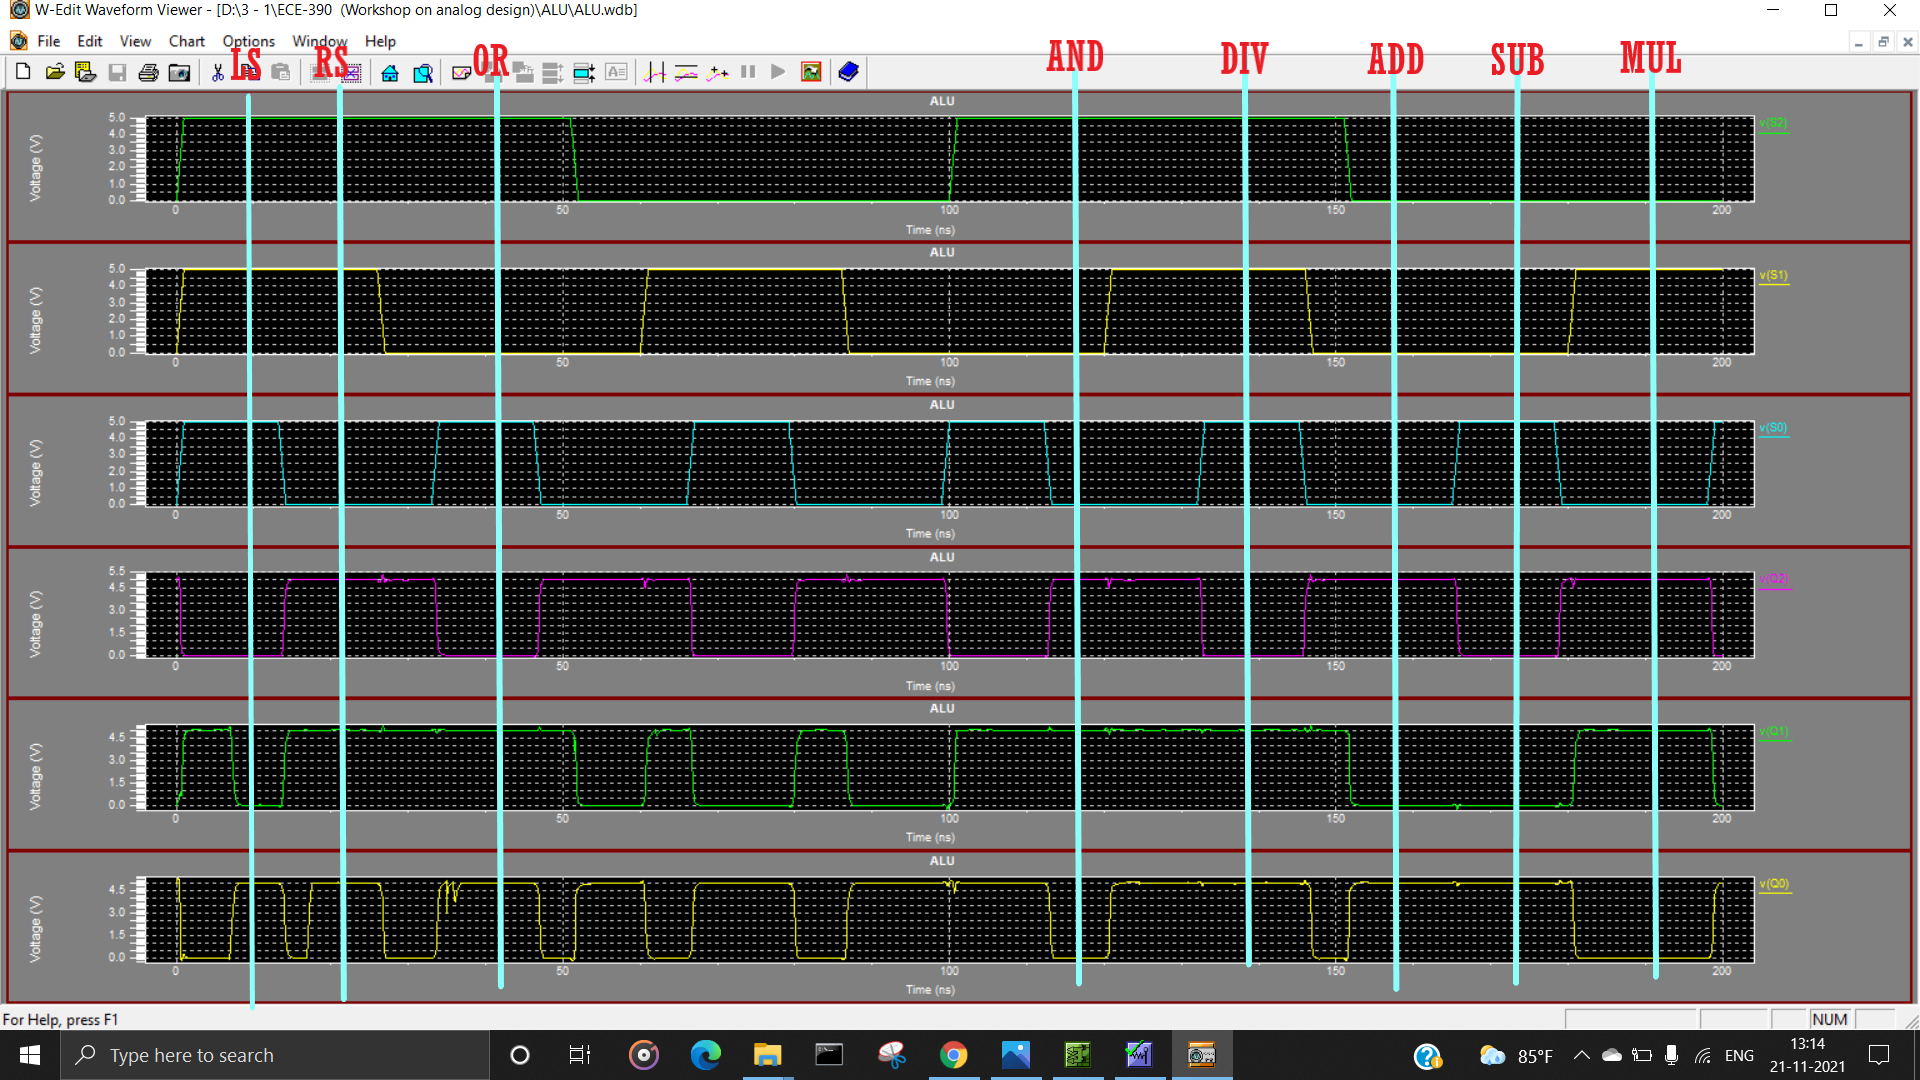 W-Edit Waveform Viewer - [D:\3 - 1\ECE-390  (Workshop on analog design)\ALU\ALU.wdb]
File Edit View Chart Options Window Help
LS RS OR AND DIV ADD SUB MUL
ALU
Voltage (V)
5.0
4.0
3.0
2.0
1.0
0.0
v(S2)
0 50 100 150 200
Time (ns)
ALU
Voltage (V)
5.0
4.0
3.0
2.0
1.0
0.0
v(S1)
0 50 100 150 200
Time (ns)
ALU
Voltage (V)
5.0
4.0
3.0
2.0
1.0
0.0
v(S0)
0 50 100 150 200
Time (ns)
ALU
Voltage (V)
5.5
4.5
3.0
1.5
0.0
v(Q2)
0 50 100 150 200
Time (ns)
ALU
Voltage (V)
4.5
3.0
1.5
0.0
v(Q1)
0 50 100 150 200
Time (ns)
ALU
Voltage (V)
4.5
3.0
1.5
0.0
v(Q0)
0 50 100 150 200
Time (ns)
For Help, press F1
NUM
Type here to search
85°F
ENG
13:14
21-11-2021